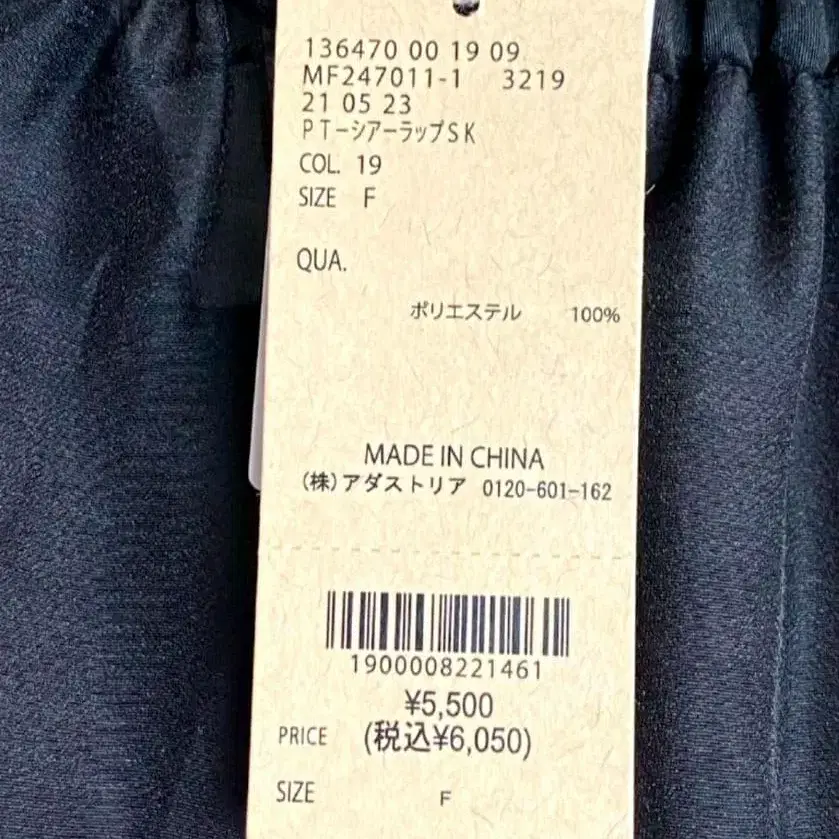 136470 00 19 09
MF247011-1 3219
21 05 23
PTーシアーラップSK
COL. 19
SIZE F
QUA.
ポリエステル 100%
MADE IN CHINA
(株)アダストリア 0120-601-162
1900008221461
¥5,500
PRICE (税込¥6,050)
SIZE F